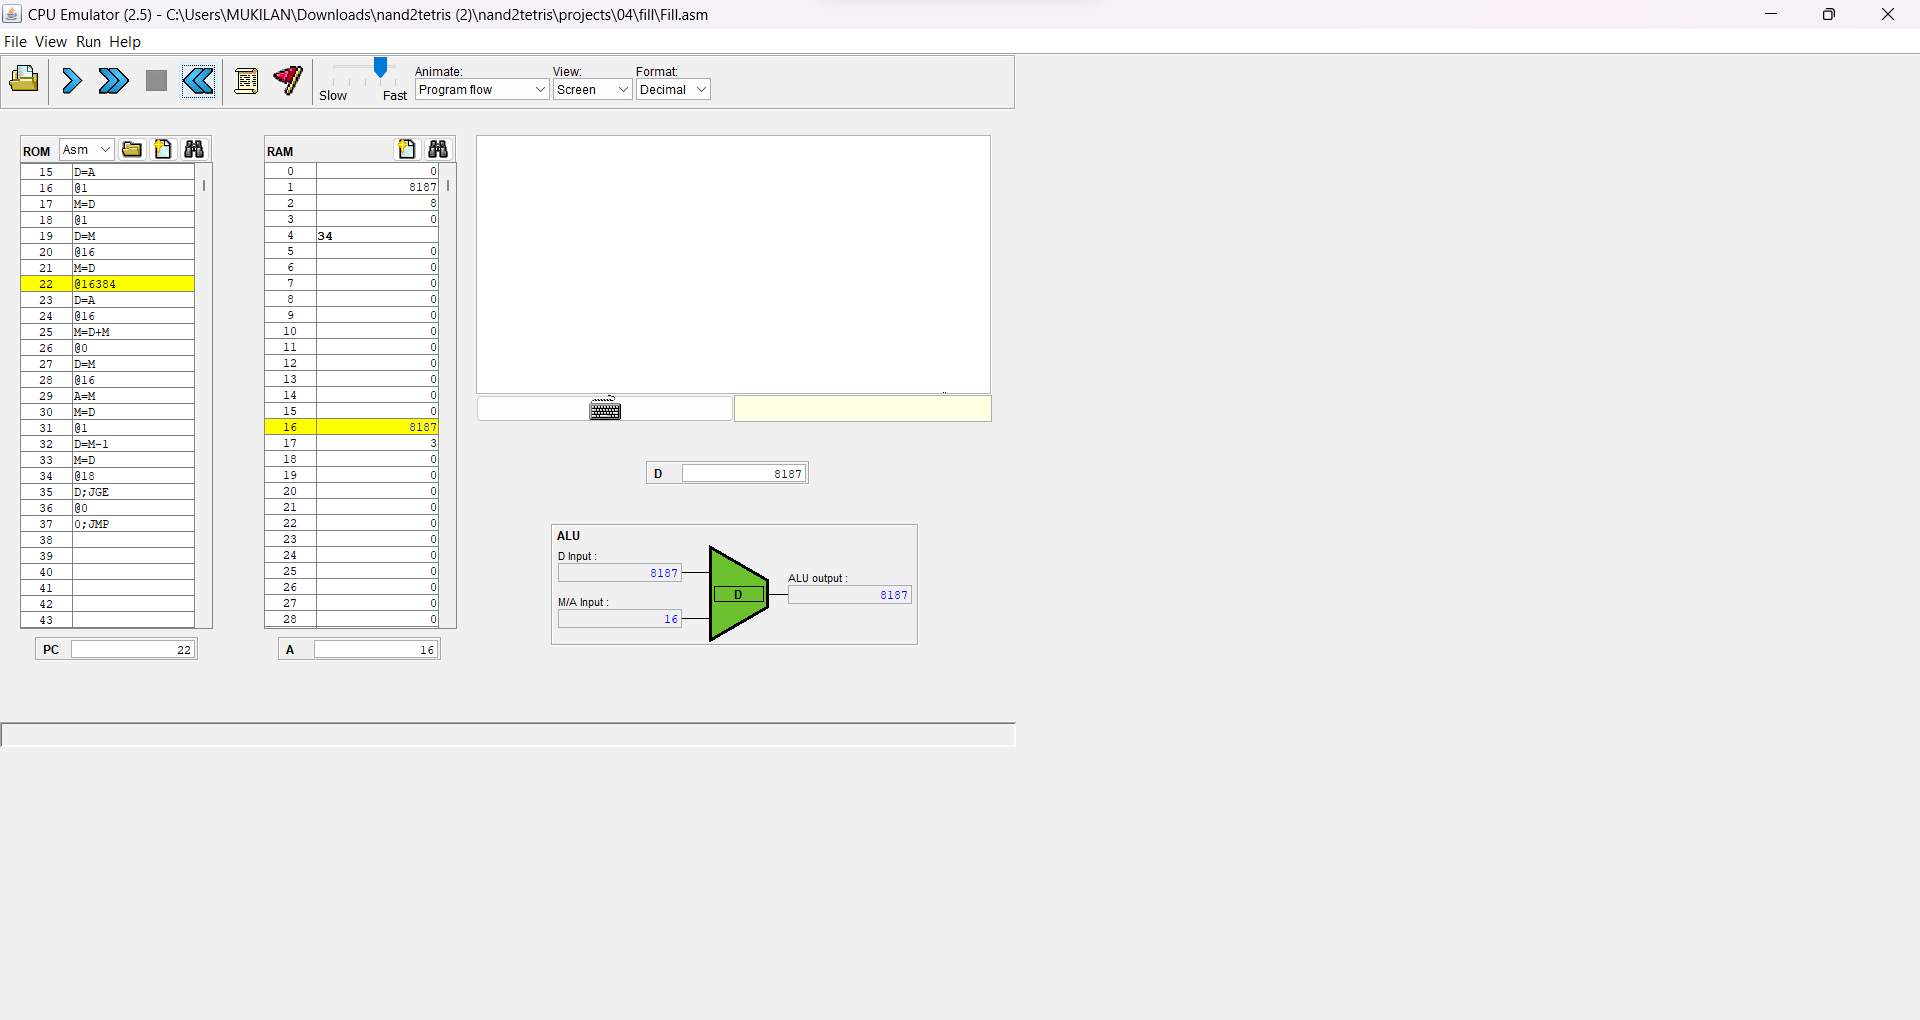 CPU Emulator (2.5) - C:\Users\MUKILAN\Downloads\nand2tetris (2)\nand2tetris\projects\04\fill\Fill.asm
File View Run Help
Slow Fast
Animate:
Program flow
View:
Screen
Format:
Decimal
ROM Asm
15 D=A
16 @1
17 M=D
18 @1
19 D=M
20 @16
21 M=D
22 @16384
23 D=A
24 @16
25 M=D+M
26 @0
27 D=M
28 @16
29 A=M
30 M=D
31 @1
32 D=M-1
33 M=D
34 @18
35 D;JGE
36 @0
37 0;JMP
38
39
40
41
42
43
PC 22
RAM
0 0
1 8187
2 8
3 0
4 34
5 0
6 0
7 0
8 0
9 0
10 0
11 0
12 0
13 0
14 0
15 0
16 8187
17 3
18 0
19 0
20 0
21 0
22 0
23 0
24 0
25 0
26 0
27 0
28 0
A 16
D 8187
ALU
D Input :
8187
M/A Input :
16
D
ALU output :
8187